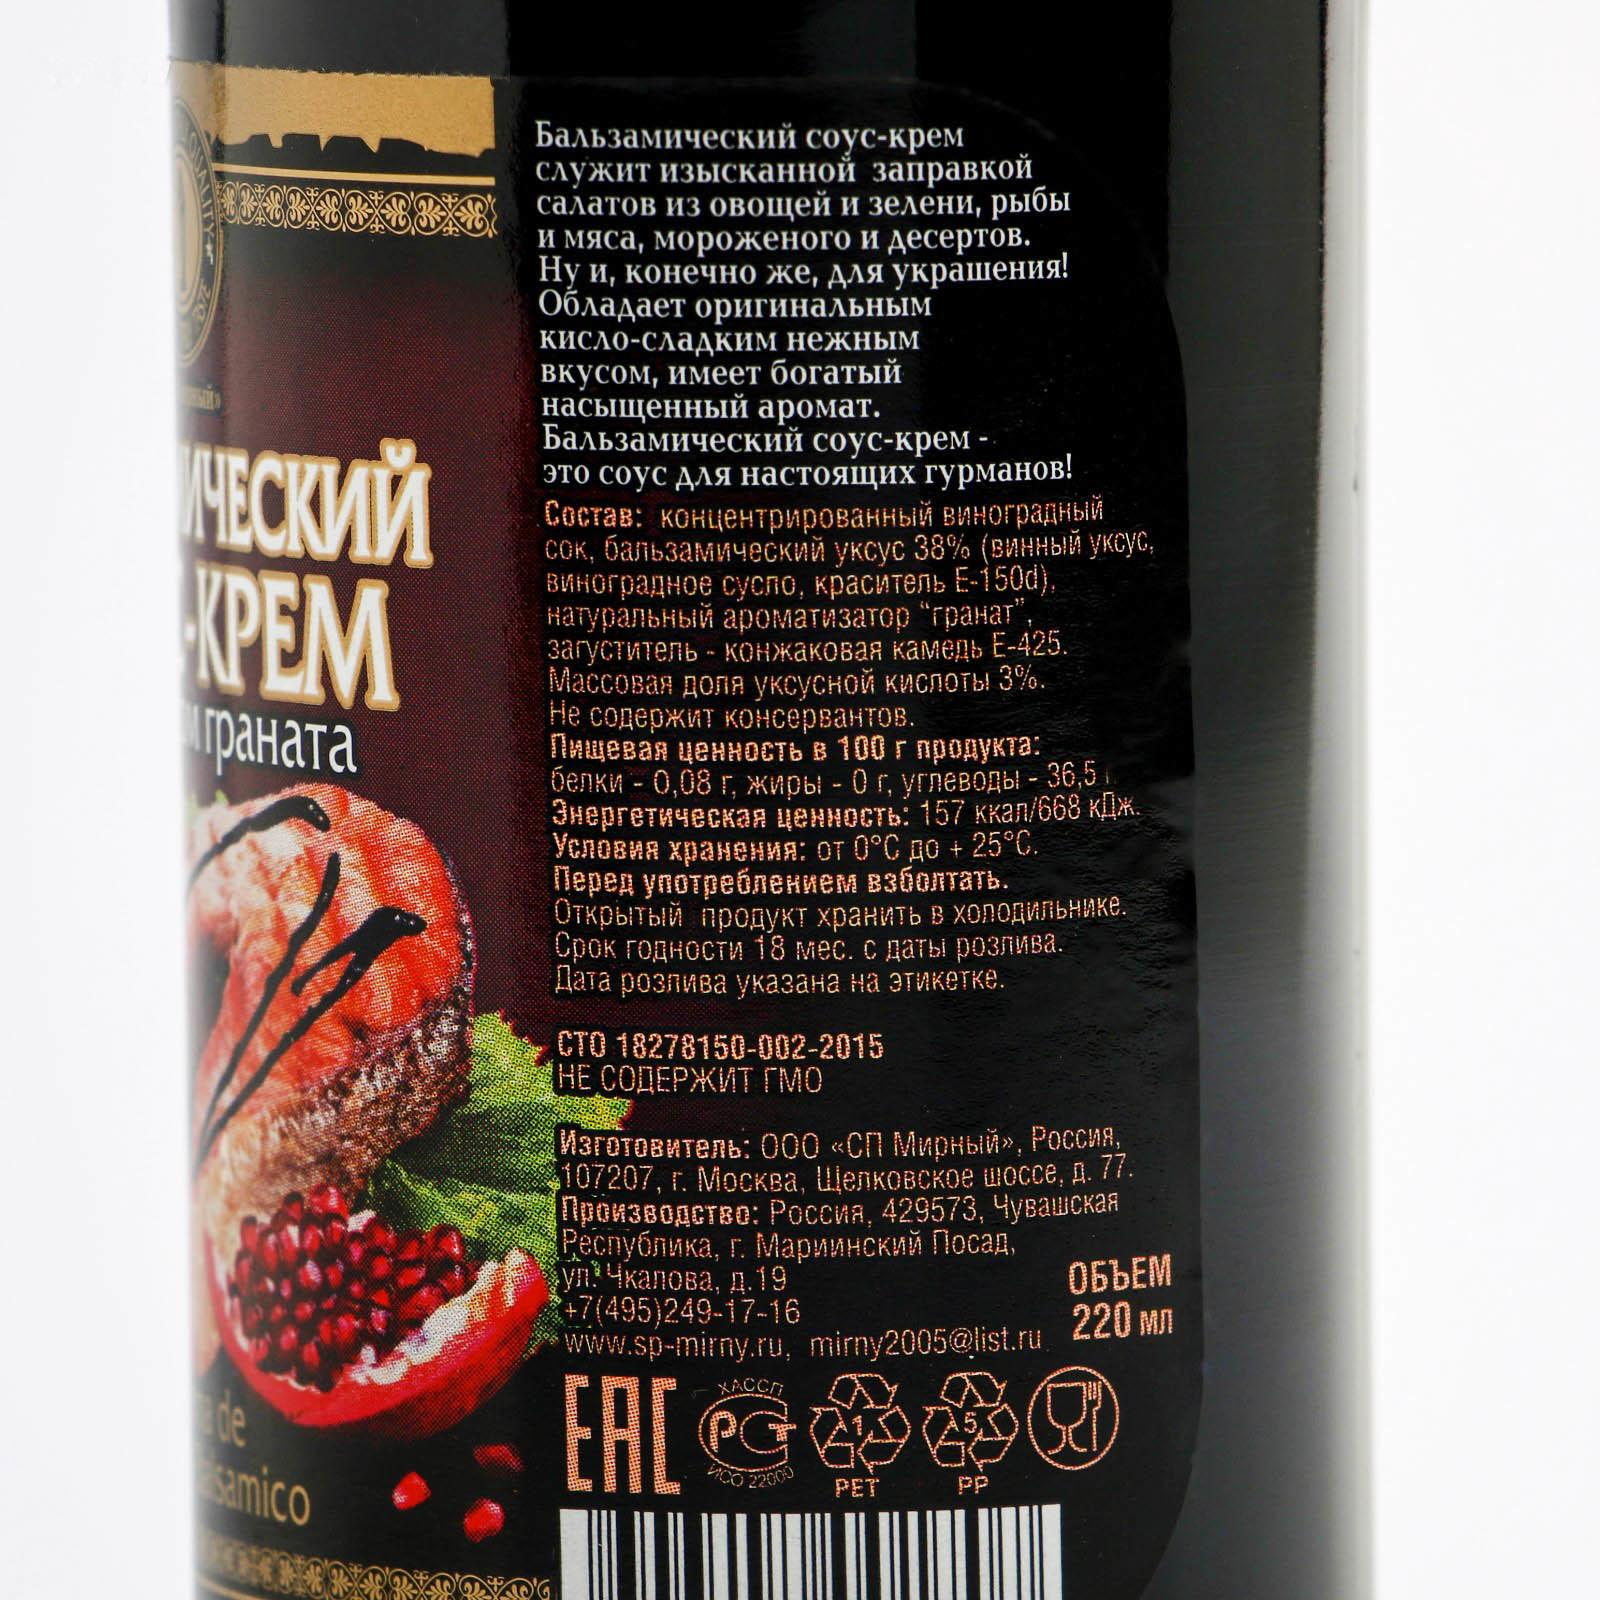 QUALITY
ИЧЕСКИЙ
-КРЕМ
граната
de
Бальзамический соус-крем
служит изысканной заправкой
салатов из овощей и зелени, рыбы
и мяса, мороженого и десертов.
Ну и, конечно же, для украшения!
Обладает оригинальным
кисло-сладким нежным
вкусом, имеет богатый
насыщенный аромат.
Бальзамический соус-крем -
это соус для настоящих гурманов!
Состав: концентрированный виноградный
сок, бальзамический уксус 38% (винный уксус,
виноградное сусло, краситель Е-150d),
натуральный ароматизатор "гранат",
загуститель - конжаковая камедь Е-425.
Массовая доля уксусной кислоты 3%.
Не содержит консервантов.
Пищевая ценность в 100 г продукта:
белки - 0,08 г, жиры - 0 г, углеводы - 36,5 г.
Энергетическая ценность: 157 ккал/668 кДж.
Условия хранения: от 0°С до + 25°С.
Перед употреблением взболтать.
Открытый продукт хранить в холодильнике.
Срок годности 18 мес. с даты розлива.
Дата розлива указана на этикетке.
СТО 18278150-002-2015
НЕ СОДЕРЖИТ ГМО
Изготовитель: ООО «СП Мирный», Россия,
107207, г. Москва, Щелковское шоссе, д. 77.
Производство: Россия, 429573, Чувашская
Республика, г. Мариинский Посад,
ул. Чкалова, д.19
+7(495)249-17-16
www.sp-mirny.ru, mirny2005@list.ru
ОБЪЕМ
220 мл
ЕАС
ХАССП
РСТ
ИСО 22000
1
PET
5
PP